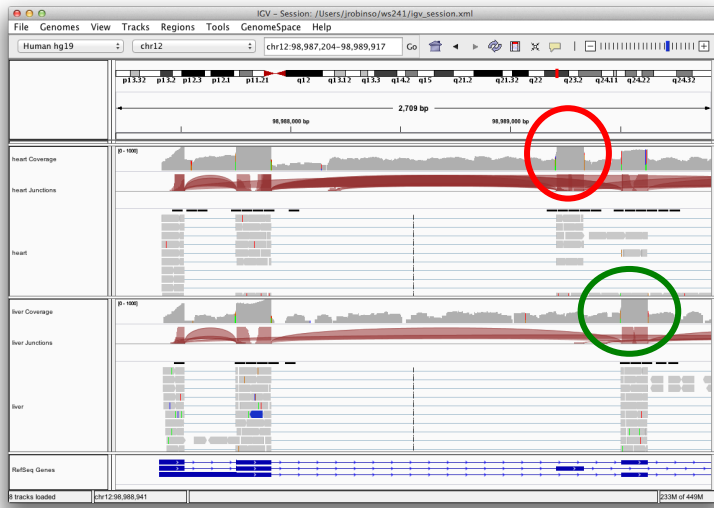 IGV - Session: /Users/jrobinso/ws241/igv_session.xml
File Genomes View Tracks Regions Tools GenomeSpace Help
Human hg19 chr12 chr12:98,987,204-98,989,917 Go
p13.32 p13.2 p12.3 p12.1 p11.21 q12 q13.12 q13.3 q14.2 q15 q21.2 q21.32 q22 q23.2 q24.11 q24.22 q24.32
2,709 bp
98,988,000 bp 98,989,000 bp
heart Coverage [0 - 1000]
heart Junctions
heart
liver Coverage [0 - 1000]
liver Junctions
liver
RefSeq Genes
8 tracks loaded chr12:98,988,941 233M of 449M